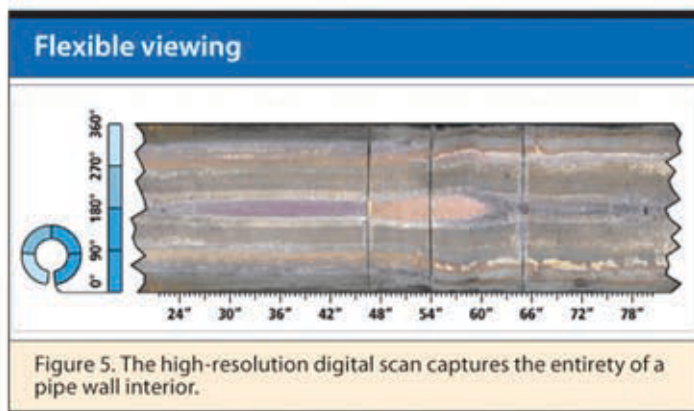 Flexible viewing
360°
270°
180°
90°
0°
24" 30" 36" 42" 48" 54" 60" 66" 72" 78"
Figure 5. The high-resolution digital scan captures the entirety of a
pipe wall interior.